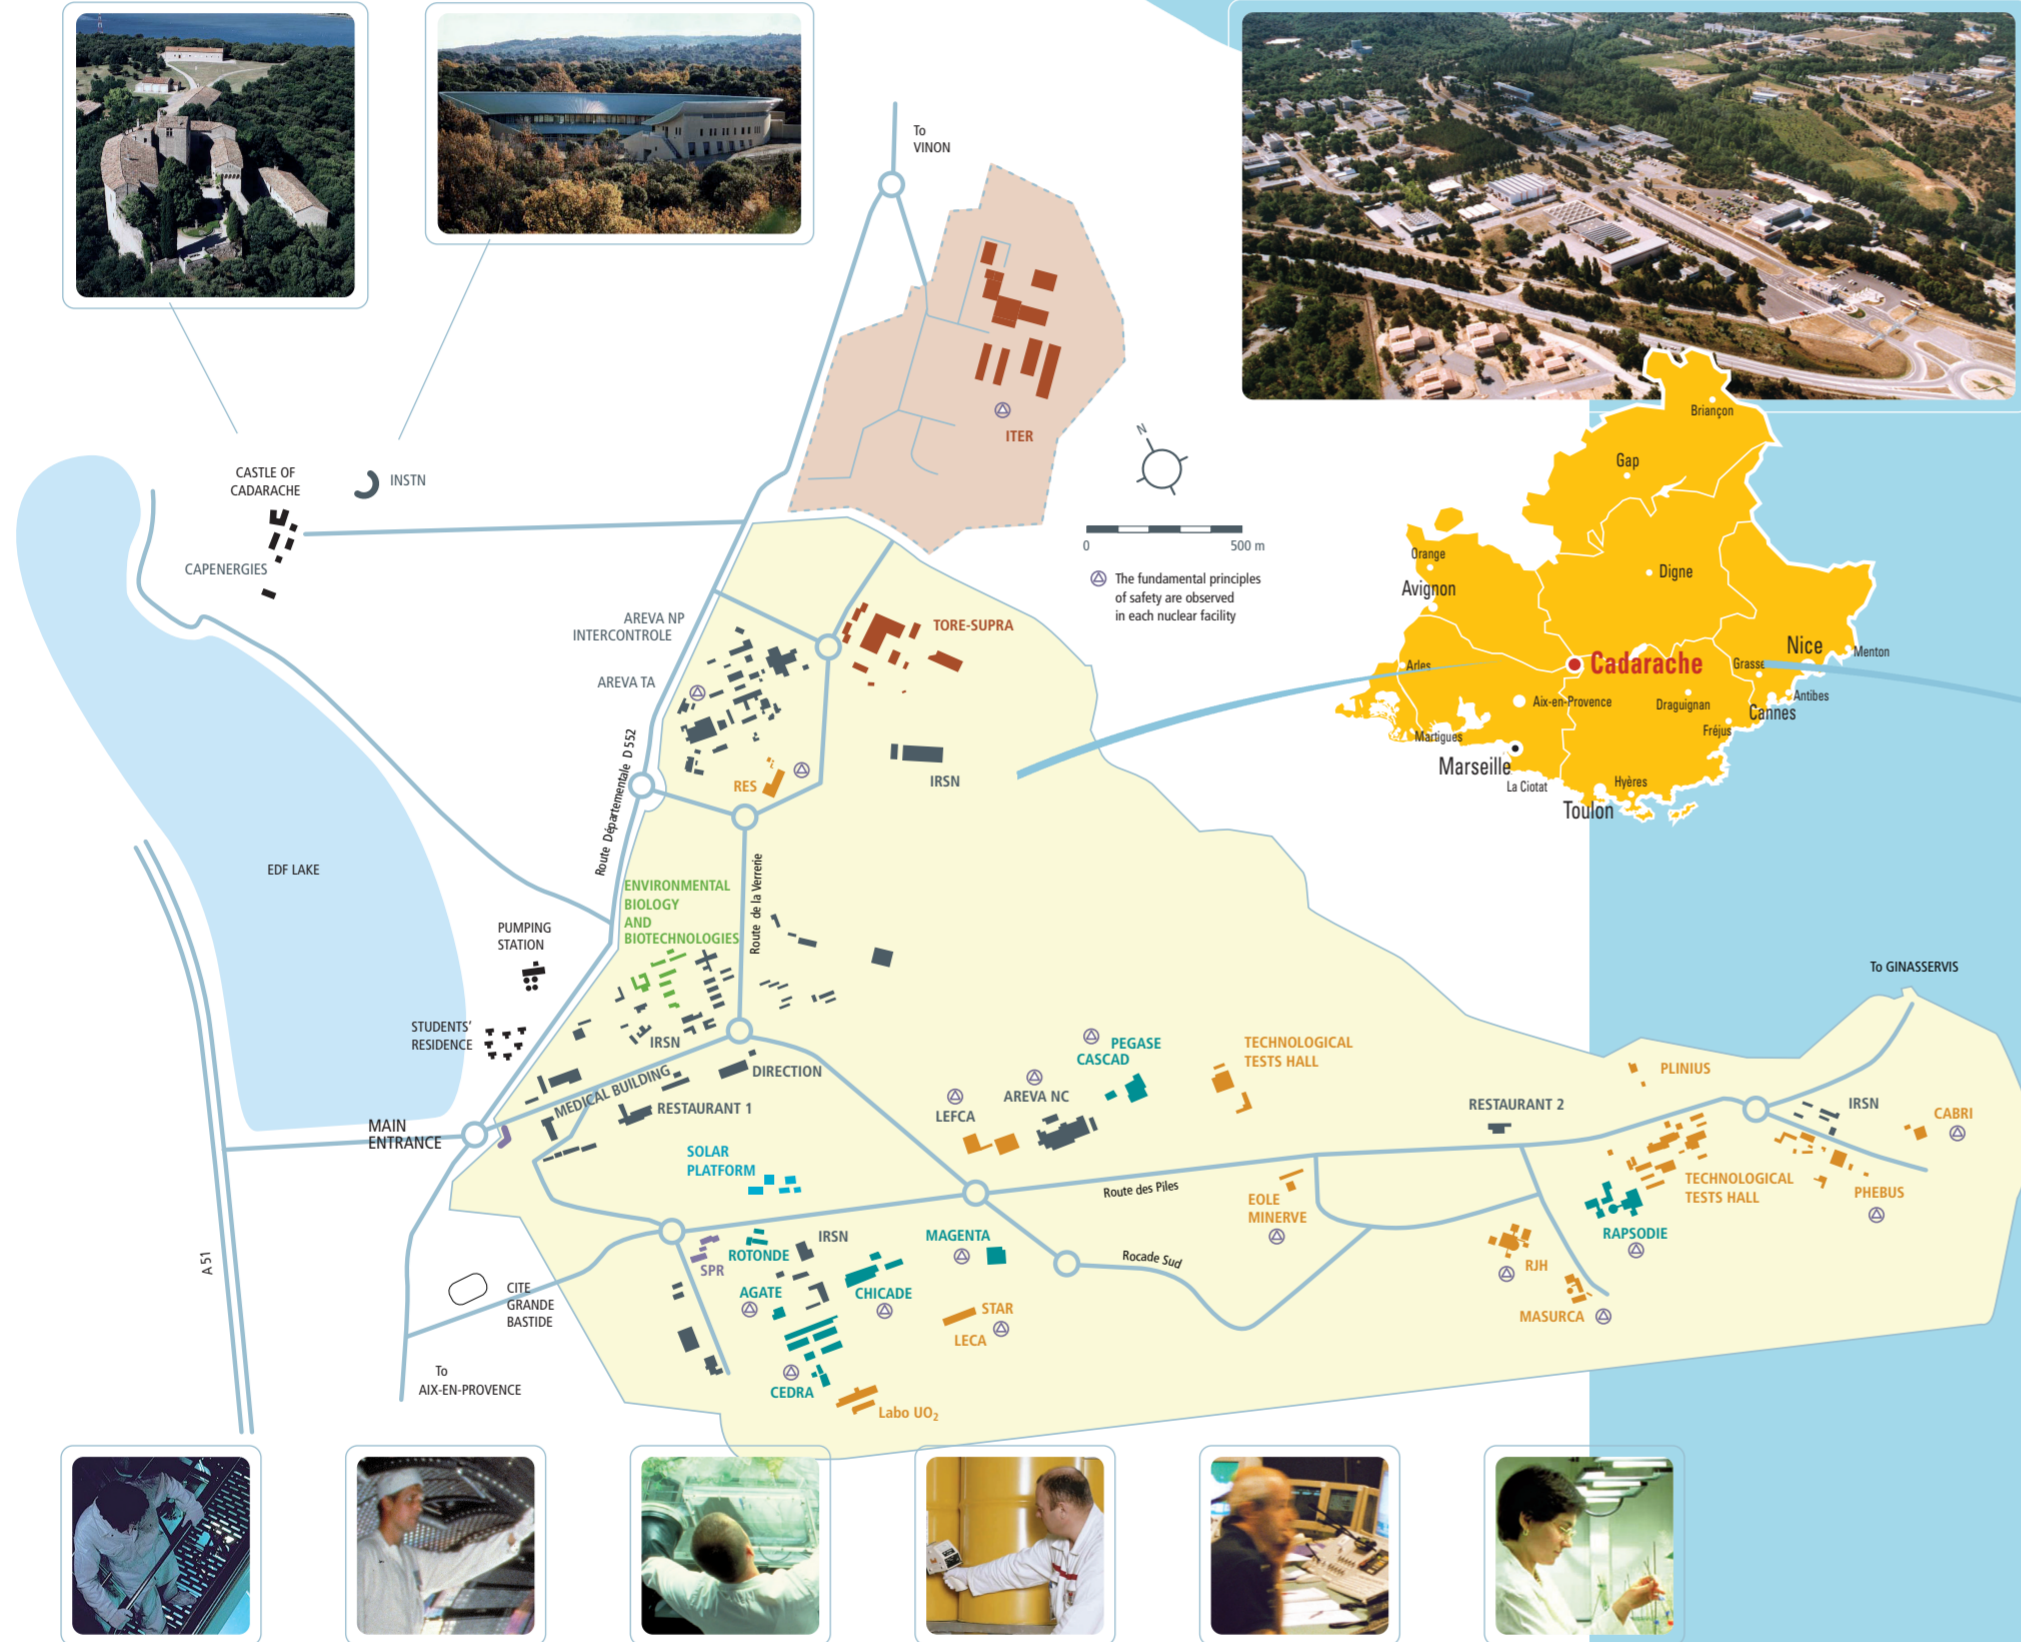 To
VINON
ITER
N
0
500 m
The fundamental principles
of safety are observed
in each nuclear facility
CASTLE OF
CADARACHE
INSTN
CAPENERGIES
AREVA NP
INTERCONTROLE
AREVA TA
TORE-SUPRA
IRSN
RES
Route Départementale D 552
Route de la Verrerie
EDF LAKE
ENVIRONMENTAL
BIOLOGY
AND
BIOTECHNOLOGIES
PUMPING
STATION
STUDENTS'
RESIDENCE
IRSN
MEDICAL BUILDING
DIRECTION
RESTAURANT 1
MAIN
ENTRANCE
SOLAR
PLATFORM
LEFCA
AREVA NC
PEGASE
CASCAD
TECHNOLOGICAL
TESTS HALL
RESTAURANT 2
PLINIUS
To GINASSERVIS
IRSN
CABRI
PHEBUS
TECHNOLOGICAL
TESTS HALL
RAPSODIE
RJH
MASURCA
EOLE
MINERVE
Route des Piles
Rocade Sud
MAGENTA
IRSN
ROTONDE
SPR
AGATE
CHICADE
STAR
LECA
CEDRA
Labo UO₂
CITE
GRANDE
BASTIDE
A 51
To
AIX-EN-PROVENCE
Briançon
Gap
Orange
Avignon
Digne
Nice
Menton
Arles
Cadarache
Grasse
Antibes
Aix-en-Provence
Draguignan
Cannes
Fréjus
Martigues
Marseille
La Ciotat
Hyères
Toulon